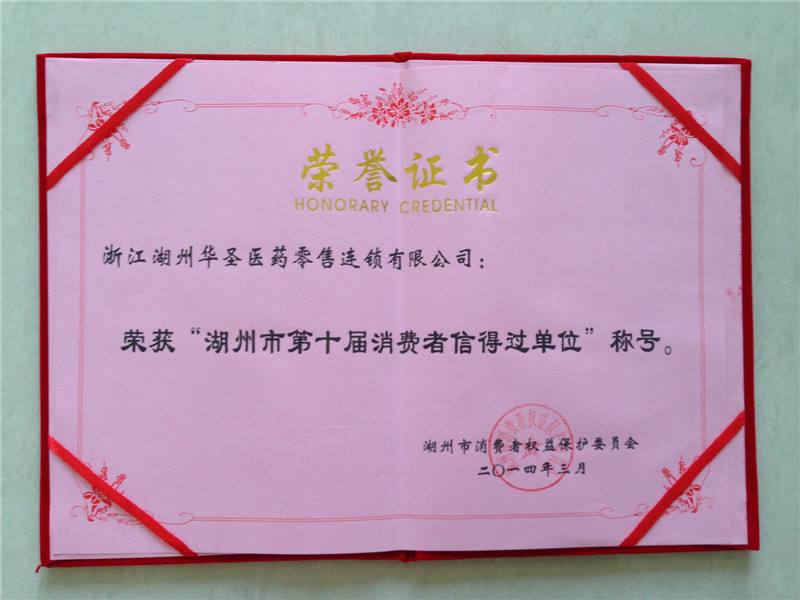 荣誉证书
HONORARY CREDENTIAL
浙江湖州华圣医药零售连锁有限公司：
荣获“湖州市第十届消费者信得过单位”称号。
湖州市消费者权益保护委员会
二〇一四年三月